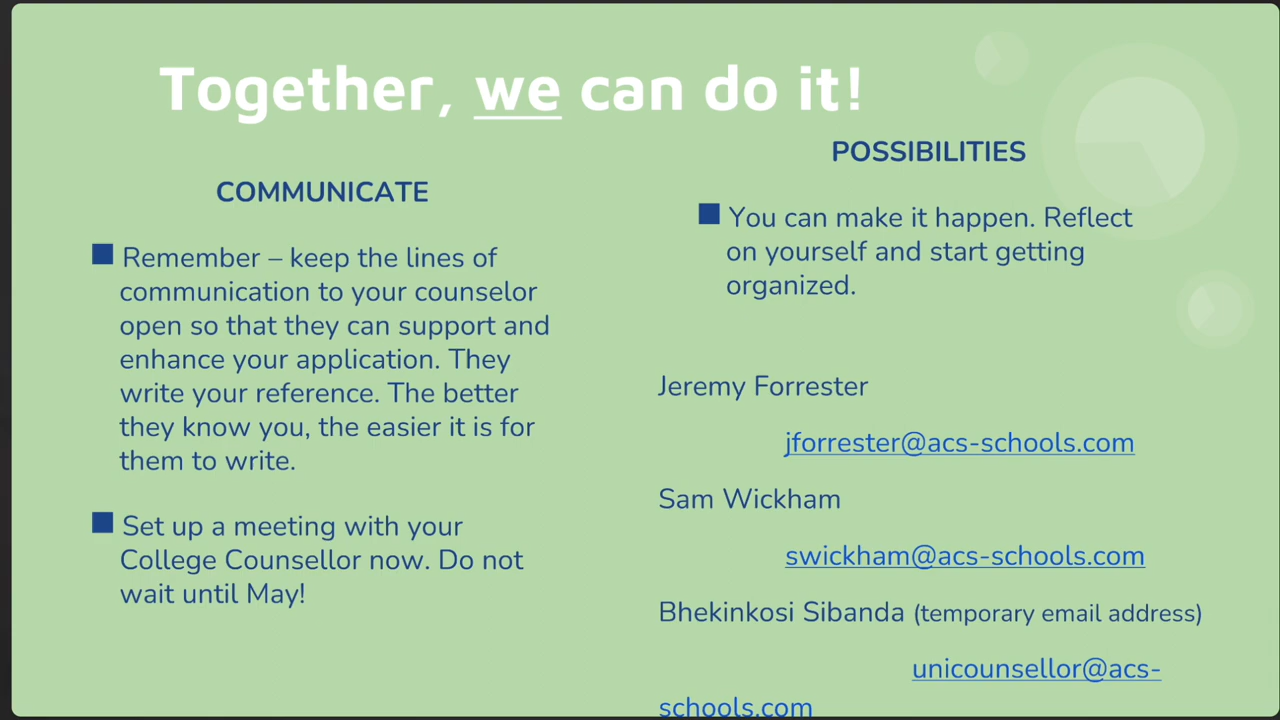 Together, we can do it!
COMMUNICATE
Remember – keep the lines of
communication to your counselor
open so that they can support and
enhance your application. They
write your reference. The better
they know you, the easier it is for
them to write.
Set up a meeting with your
College Counsellor now. Do not
wait until May!
POSSIBILITIES
You can make it happen. Reflect
on yourself and start getting
organized.
Jeremy Forrester
jforrester@acs-schools.com
Sam Wickham
swickham@acs-schools.com
Bhekinkosi Sibanda (temporary email address)
unicounsellor@acs-
schools.com